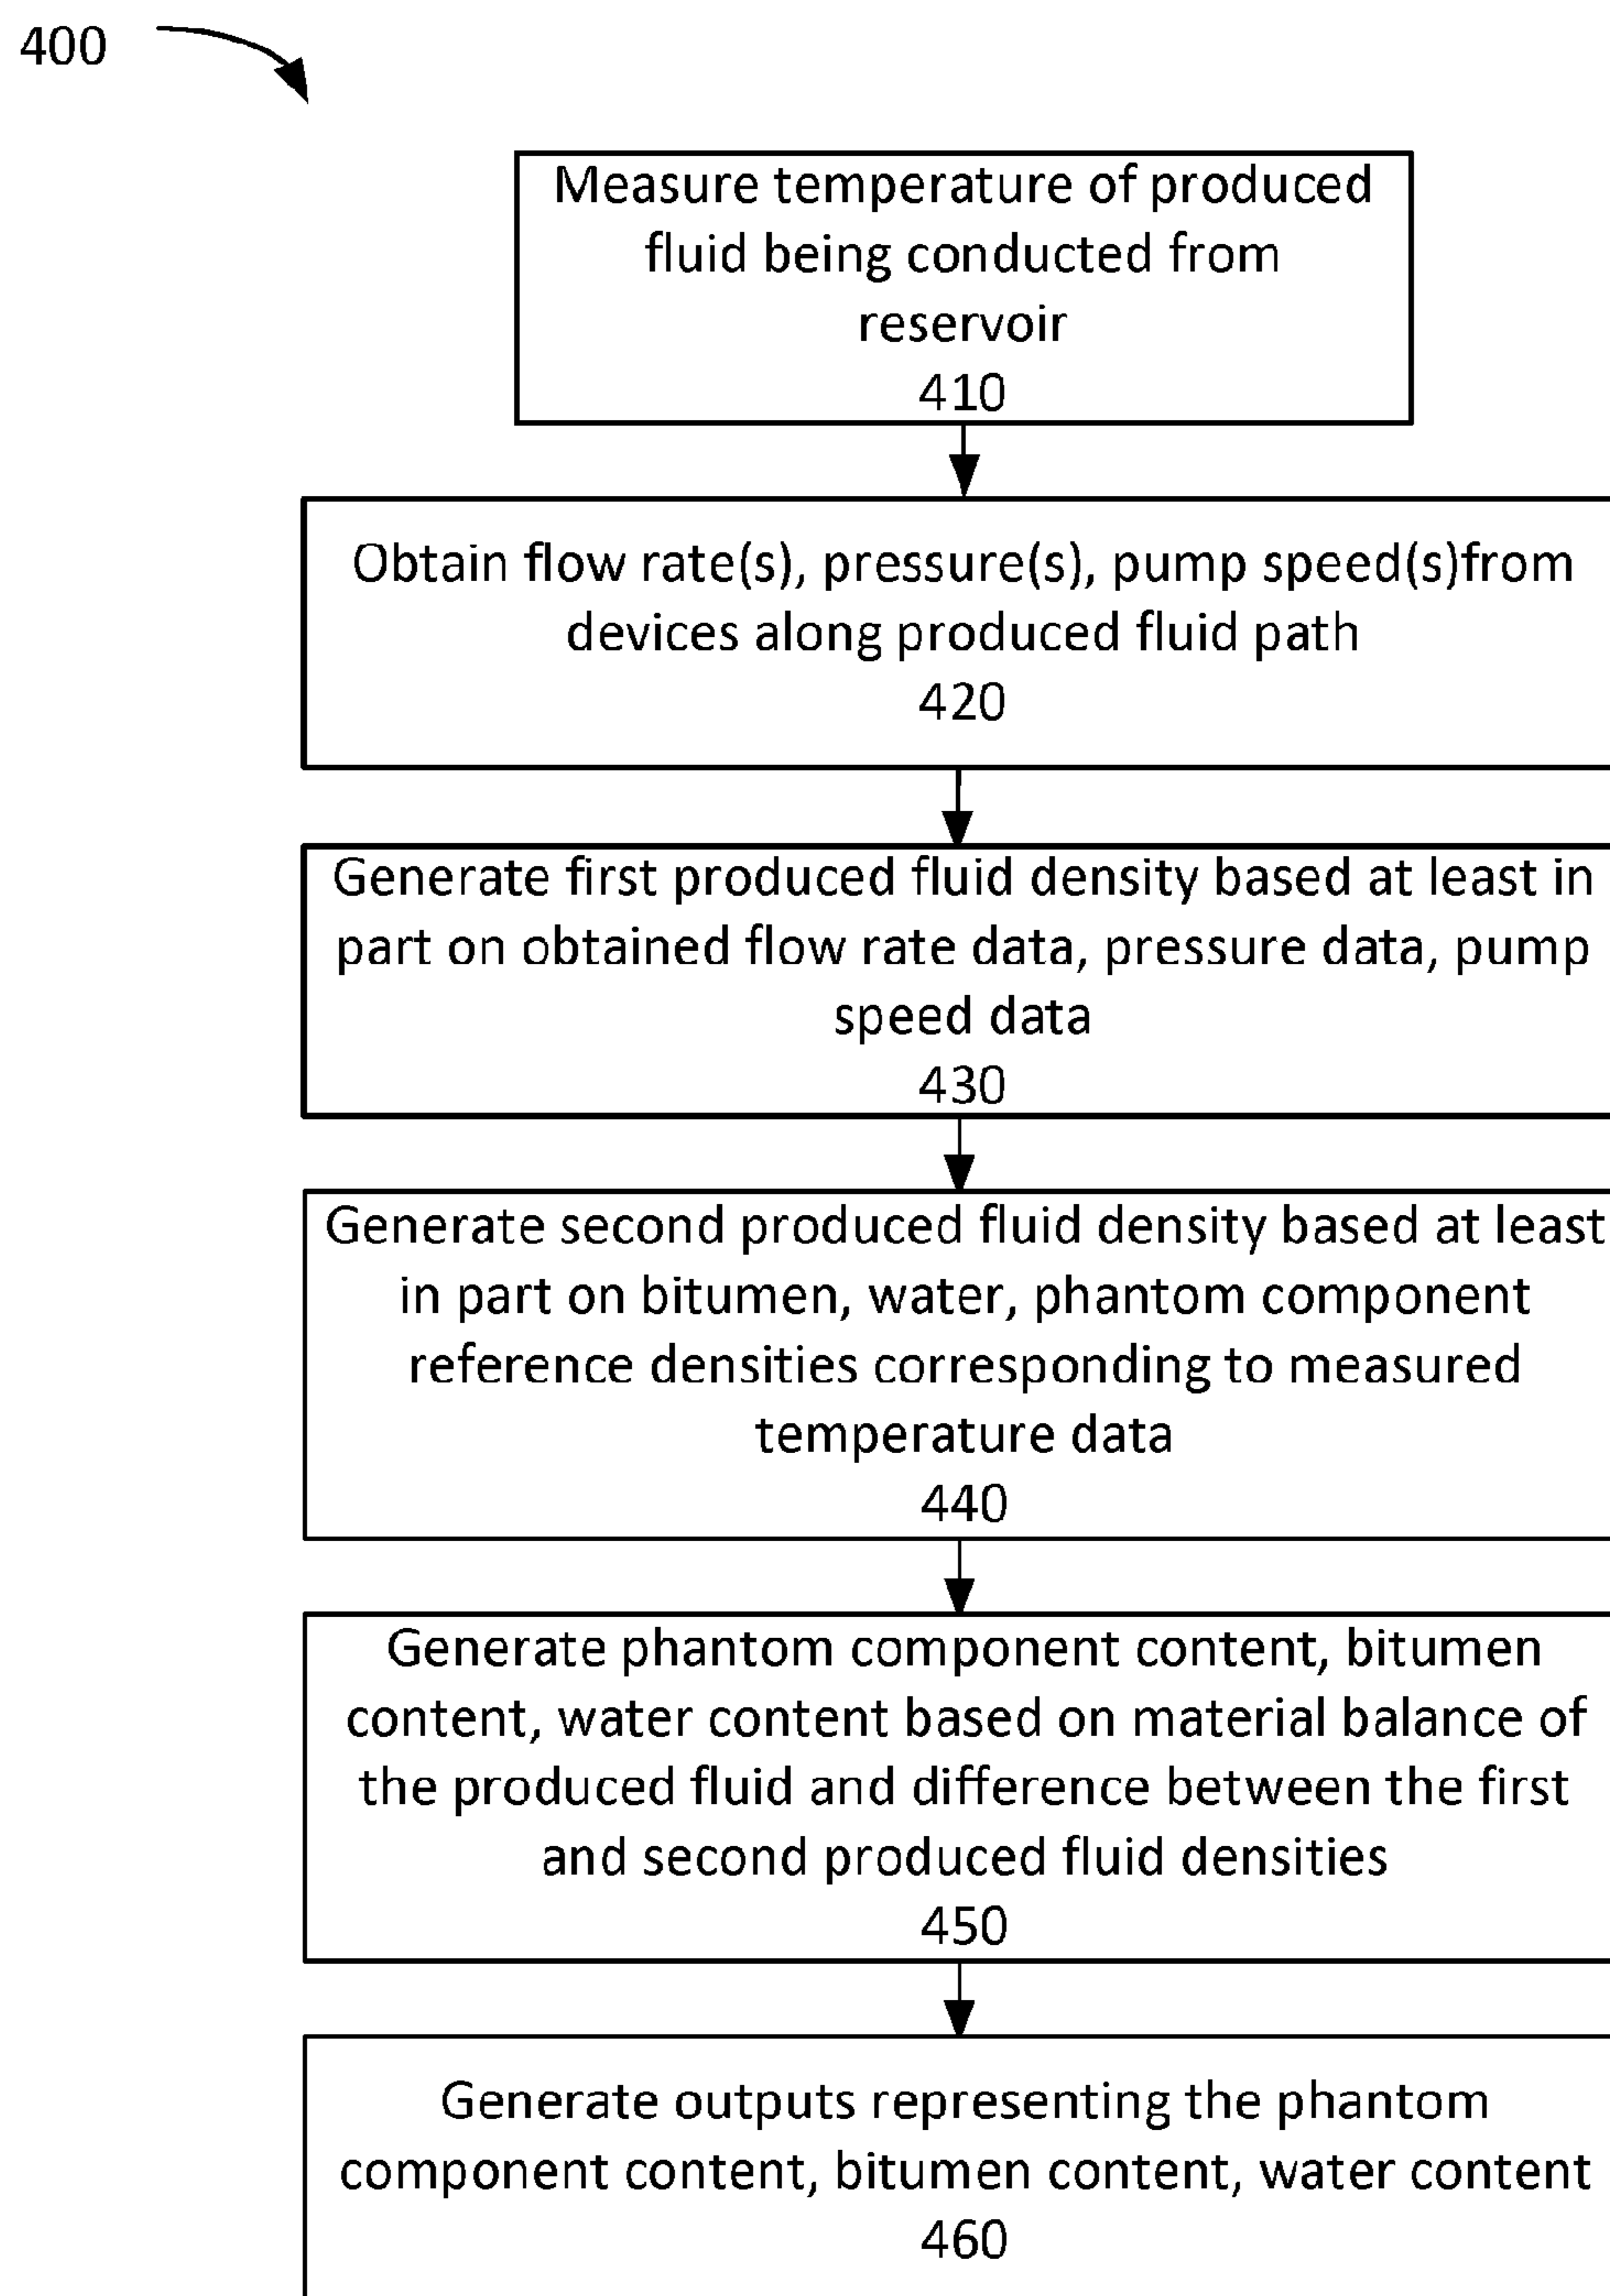 400
Measure temperature of produced
fluid being conducted from
reservoir
410
Obtain flow rate(s), pressure(s), pump speed(s)from
devices along produced fluid path
420
Generate first produced fluid density based at least in
part on obtained flow rate data, pressure data, pump
speed data
430
Generate second produced fluid density based at least
in part on bitumen, water, phantom component
reference densities corresponding to measured
temperature data
440
Generate phantom component content, bitumen
content, water content based on material balance of
the produced fluid and difference between the first
and second produced fluid densities
450
Generate outputs representing the phantom
component content, bitumen content, water content
460